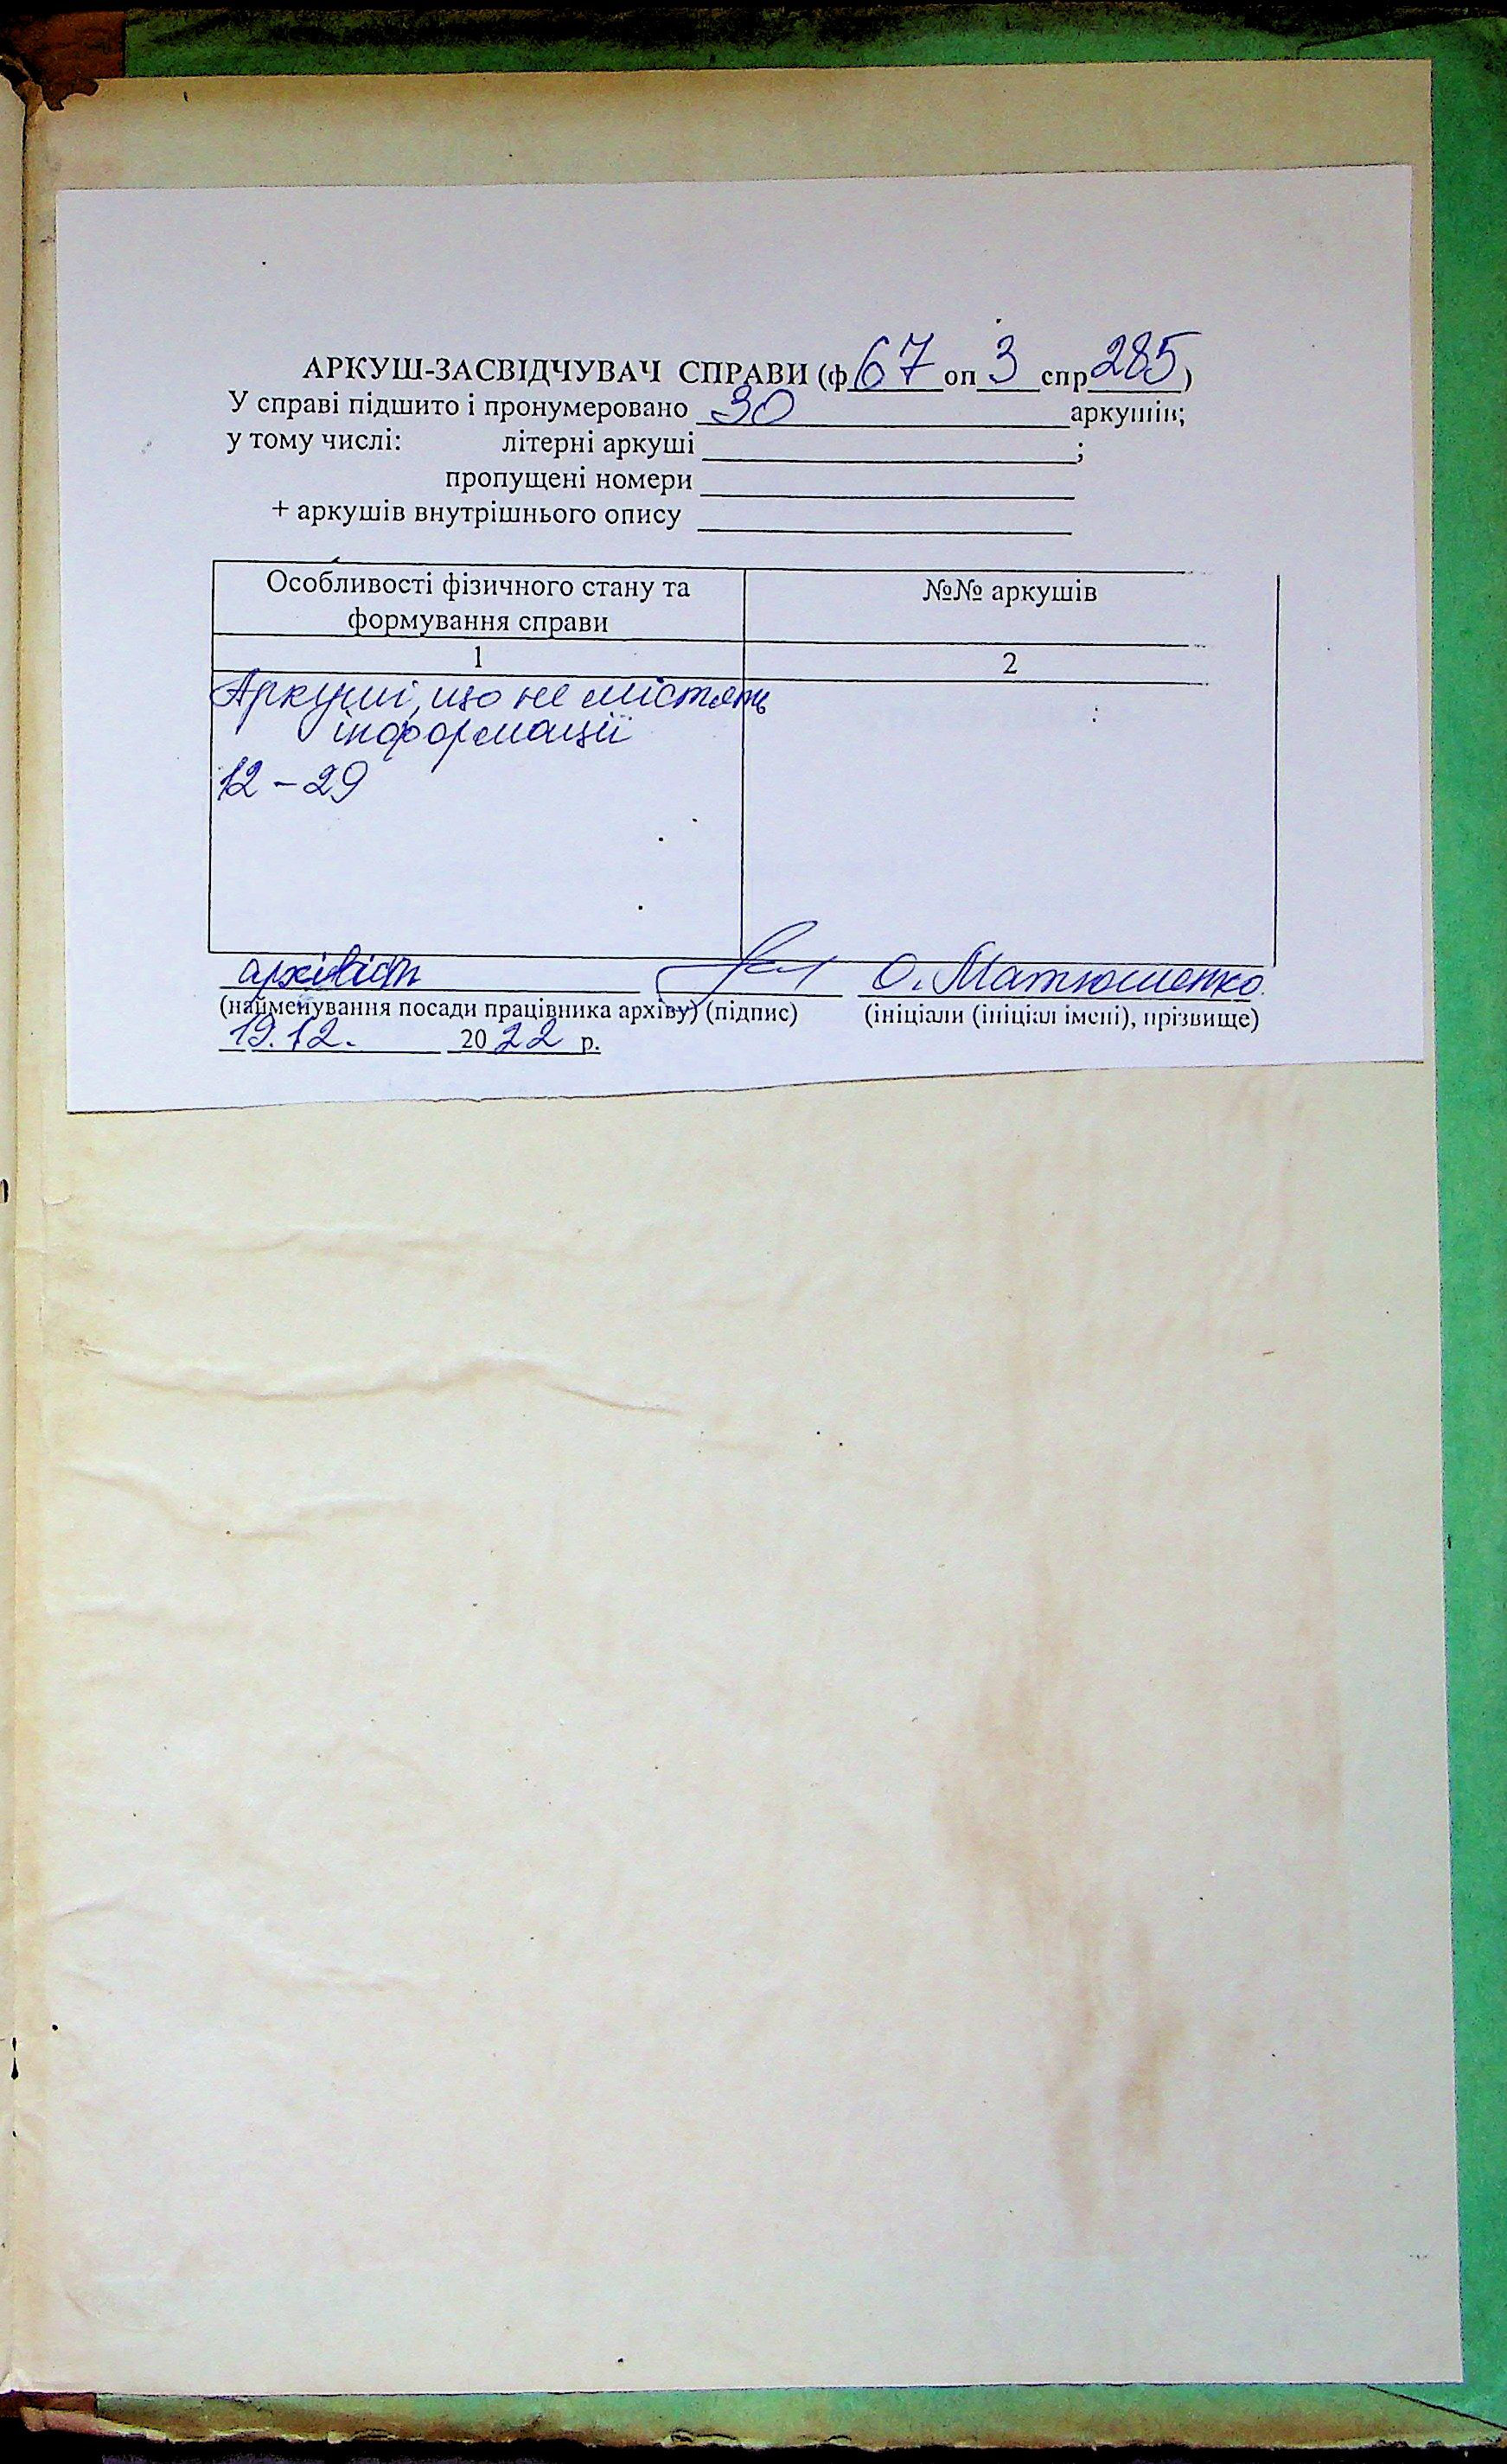 АРКУШ-ЗАСВІДЧУВАЧ СПРАВИ (ф 67 оп 3 спр 285)
У справі підшито і пронумеровано 30 аркушів;
у тому числі: літерні аркуші ;
пропущені номери
+ аркушів внутрішнього опису
Особливості фізичного стану та №№ аркушів
формування справи
1 2
Аркуші, що не містять
інформації
12 – 29
архівіст О. Матюшенко
(найменування посади працівника архіву) (підпис) (ініціали (ініціал імені), прізвище)
19.12. 2022 р.